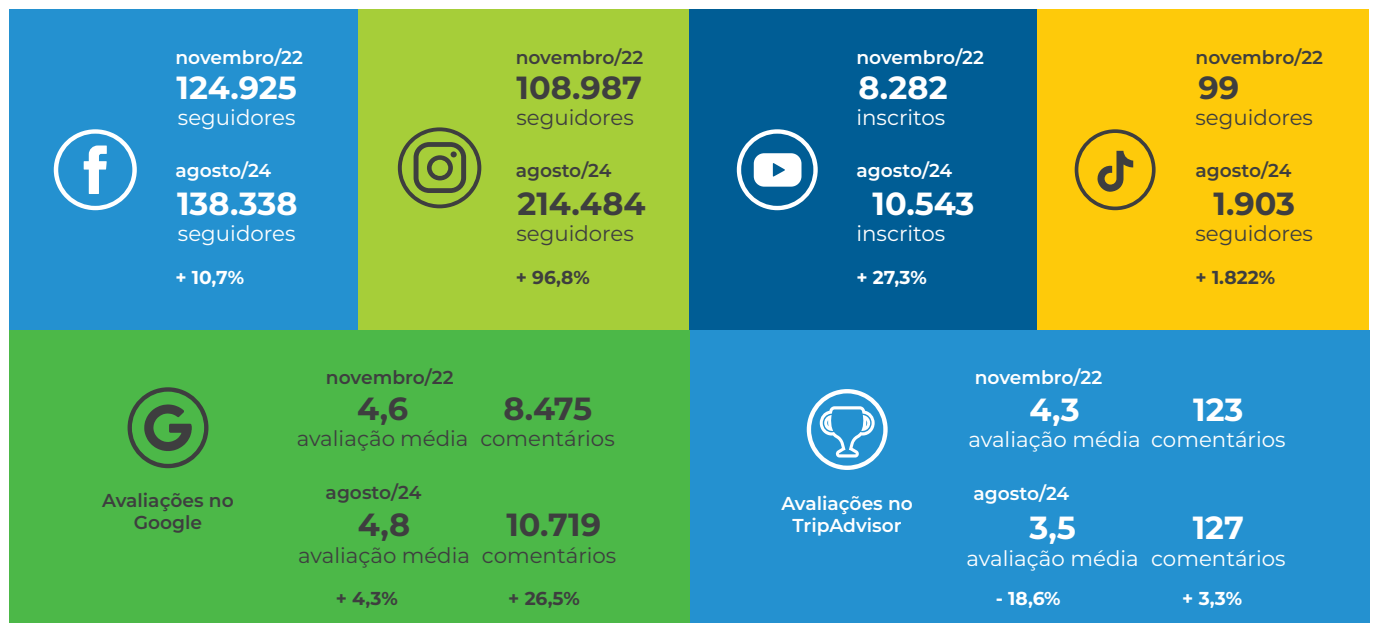 novembro/22
124.925
seguidores
agosto/24
138.338
seguidores
+ 10,7%
novembro/22
108.987
seguidores
agosto/24
214.484
seguidores
+ 96,8%
novembro/22
8.282
inscritos
agosto/24
10.543
inscritos
+ 27,3%
novembro/22
99
seguidores
agosto/24
1.903
seguidores
+ 1.822%
Avaliações no
Google
novembro/22
4,6 8.475
avaliação média comentários
agosto/24
4,8 10.719
avaliação média comentários
+ 4,3% + 26,5%
Avaliações no
TripAdvisor
novembro/22
4,3 123
avaliação média comentários
agosto/24
3,5 127
avaliação média comentários
- 18,6% + 3,3%